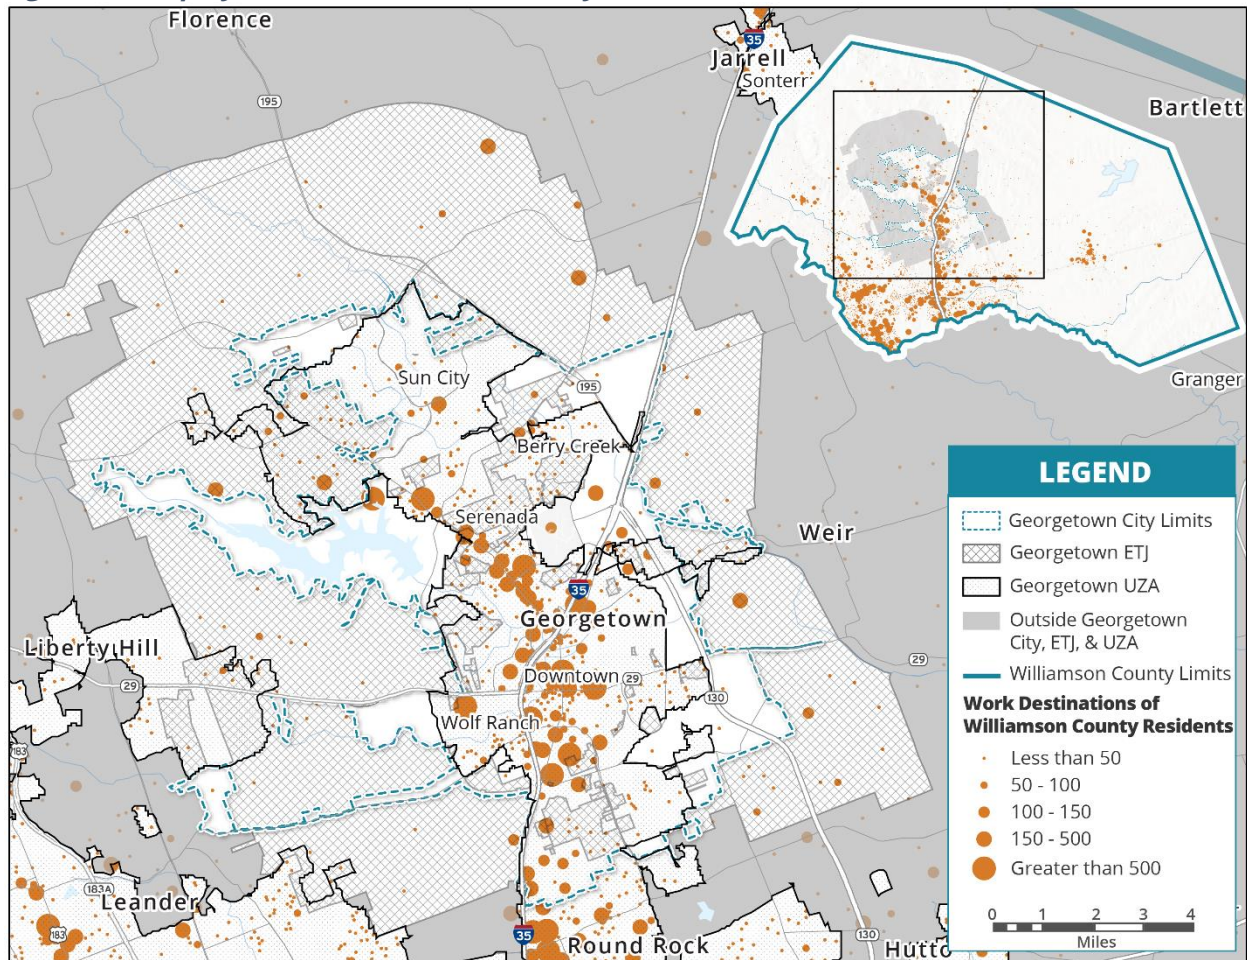 Florence
35
Jarrell
Sonterr
195
Bartlett
Granger
Sun City
195
Berry Creek
Serenada
Weir
35
Georgetown
Liberty Hill
29
29
Downtown
29
130
Wolf Ranch
183
183A
Leander
183
35
Round Rock
130
Hutto
LEGEND
Georgetown City Limits
Georgetown ETJ
Georgetown UZA
Outside Georgetown
City, ETJ, & UZA
Williamson County Limits
Work Destinations of
Williamson County Residents
Less than 50
50 - 100
100 - 150
150 - 500
Greater than 500
0 1 2 3 4
Miles